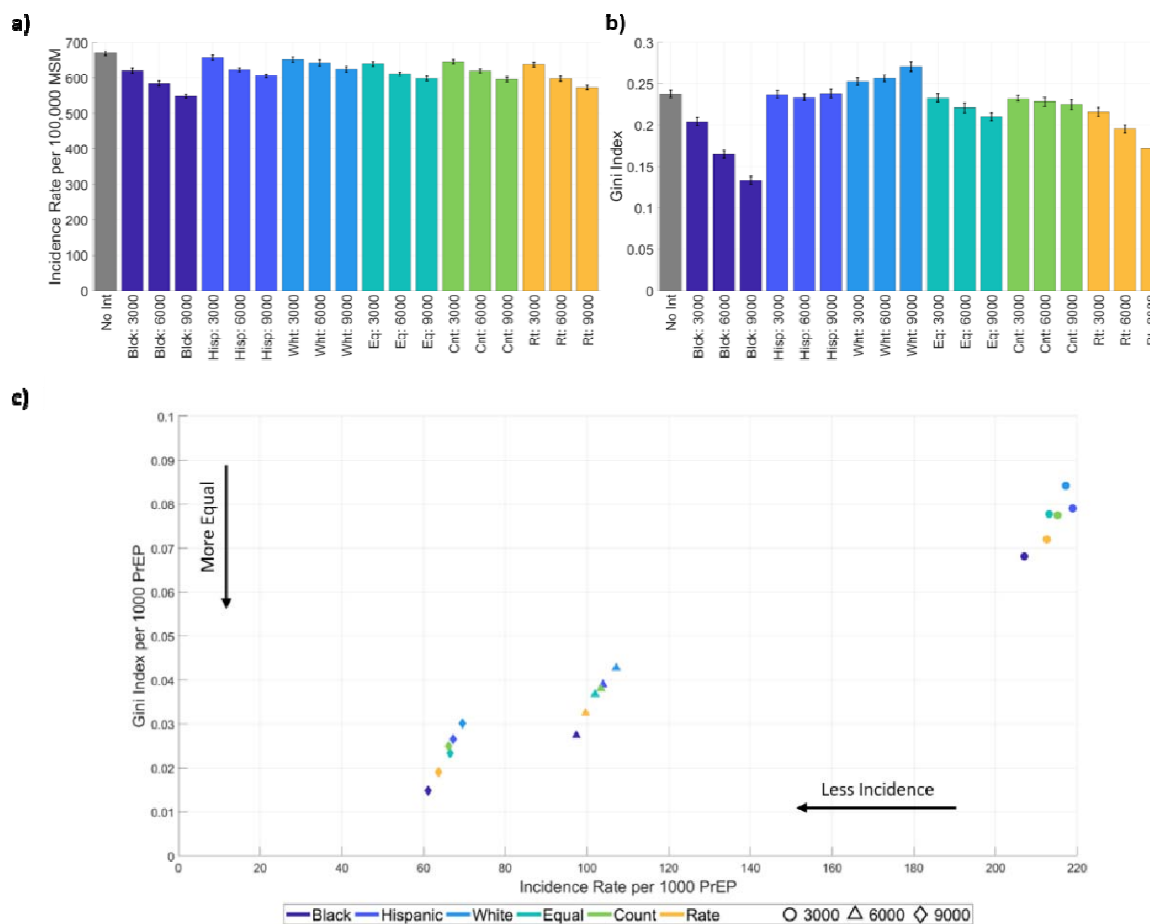 a)
Incidence Rate per 100,000 MSM
700
600
500
400
300
200
100
0
No Int
Blck: 3000
Blck: 6000
Blck: 9000
Hisp: 3000
Hisp: 6000
Hisp: 9000
Wht: 3000
Wht: 6000
Wht: 9000
Eq: 3000
Eq: 6000
Eq: 9000
Cnt: 3000
Cnt: 6000
Cnt: 9000
Rt: 3000
Rt: 6000
Rt: 9000
b)
Gini Index
0.3
0.25
0.2
0.15
0.1
0.05
0
No Int
Blck: 3000
Blck: 6000
Blck: 9000
Hisp: 3000
Hisp: 6000
Hisp: 9000
Wht: 3000
Wht: 6000
Wht: 9000
Eq: 3000
Eq: 6000
Eq: 9000
Cnt: 3000
Cnt: 6000
Cnt: 9000
Rt: 3000
Rt: 6000
c)
Gini Index per 1000 PrEP
0.1
0.09
0.08
0.07
0.06
0.05
0.04
0.03
0.02
0.01
0
More Equal
Less Incidence
0 20 40 60 80 100 120 140 160 180 200 220
Incidence Rate per 1000 PrEP
Black Hispanic White Equal Count Rate 3000 6000 9000